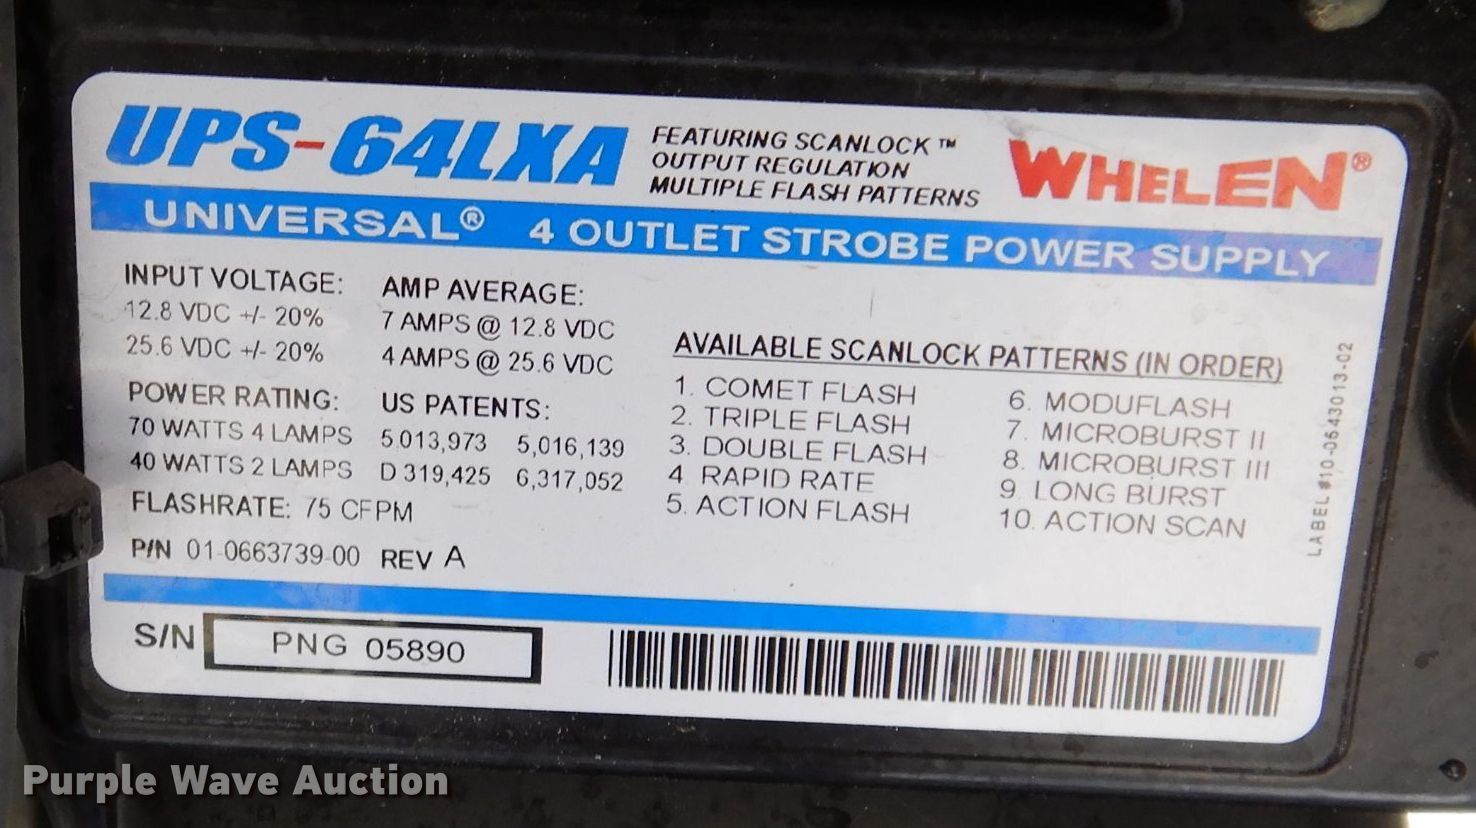 UPS-64LXA
FEATURING SCANLOCK™
OUTPUT REGULATION
MULTIPLE FLASH PATTERNS
WHELEN®
UNIVERSAL® 4 OUTLET STROBE POWER SUPPLY
INPUT VOLTAGE:
12.8 VDC +/- 20%
25.6 VDC +/- 20%
POWER RATING:
70 WATTS 4 LAMPS
40 WATTS 2 LAMPS
FLASHRATE: 75 CFPM
P/N 01-0663739-00 REV A
AMP AVERAGE:
7 AMPS @ 12.8 VDC
4 AMPS @ 25.6 VDC
US PATENTS:
5,013,973 5,016,139
D 319,425 6,317,052
AVAILABLE SCANLOCK PATTERNS (IN ORDER)
1. COMET FLASH
2. TRIPLE FLASH
3. DOUBLE FLASH
4. RAPID RATE
5. ACTION FLASH
6. MODUFLASH
7. MICROBURST II
8. MICROBURST III
9. LONG BURST
10. ACTION SCAN
LABEL #10-0643013-02
S/N PNG 05890
Purple Wave Auction